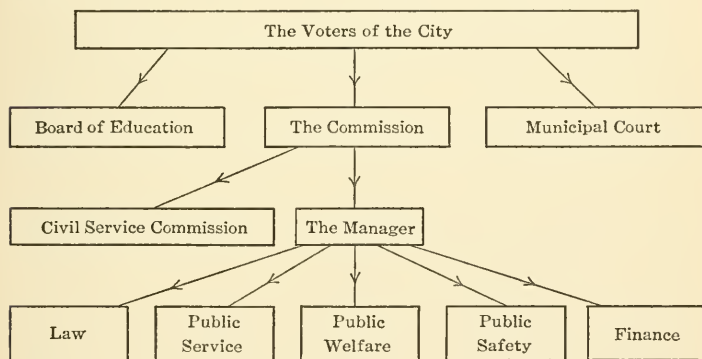 The Voters of the City
Board of Education
The Commission
Municipal Court
Civil Service Commission
The Manager
Law
Public
Service
Public
Welfare
Public
Safety
Finance